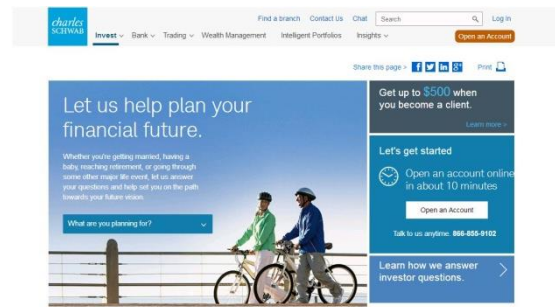 charles
SCHWAB
Find a branch Contact Us Chat Search Log In
Invest Bank Trading Wealth Management Intelligent Portfolios Insights Open an Account
Share this page > Print
Let us help plan your
financial future.
Whether you're getting married, having a
baby, reaching retirement, or going through
some other major life event, let us answer
your questions and help set you on the path
towards your future vision.
What are you planning for?
Get up to $500 when
you become a client.
Learn more >
Let's get started
Open an account online
in about 10 minutes
Open an Account
Talk to us anytime. 866-855-9102
Learn how we answer
investor questions.